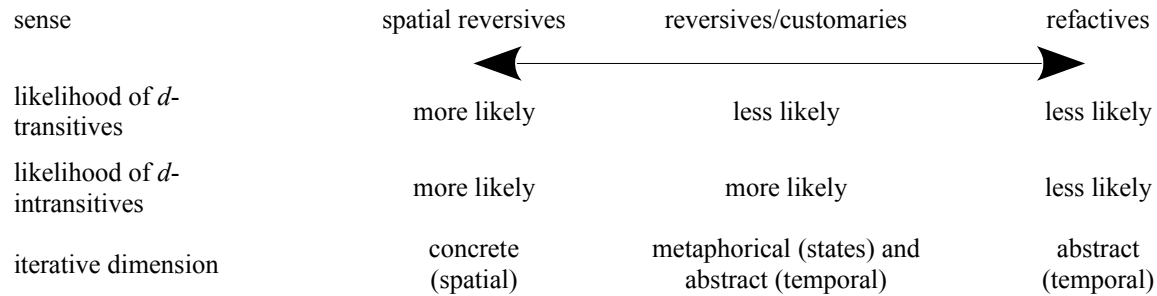 sense spatial reversives reversives/customaries refactives
likelihood of d-
transitives more likely less likely less likely
likelihood of d-
intransitives more likely more likely less likely
iterative dimension concrete metaphorical (states) and abstract
(spatial) abstract (temporal) (temporal)